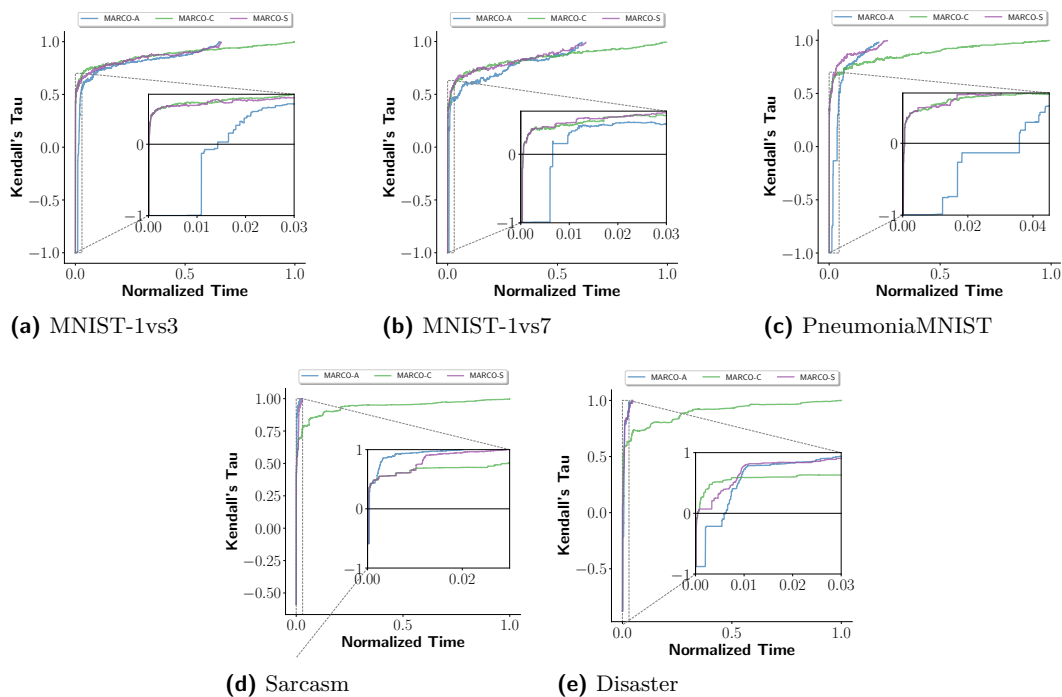 MARCO-A MARCO-C MARCO-S
1.0
0.5
0.0
−0.5
−1.0
Kendall's Tau
0
−1
0.00 0.01 0.02 0.03
0.0 0.5 1.0
Normalized Time
(a) MNIST-1vs3
MARCO-A MARCO-C MARCO-S
1.0
0.5
0.0
−0.5
−1.0
Kendall's Tau
0
−1
0.00 0.01 0.02 0.03
0.0 0.5 1.0
Normalized Time
(b) MNIST-1vs7
MARCO-A MARCO-C MARCO-S
1.0
0.5
0.0
−0.5
−1.0
Kendall's Tau
0
−1
0.00 0.02 0.04
0.0 0.5 1.0
Normalized Time
(c) PneumoniaMNIST
MARCO-A MARCO-C MARCO-S
1.00
0.75
0.50
0.25
0.00
−0.25
−0.50
Kendall's Tau
1
0
−1
0.00 0.02
0.0 0.5 1.0
Normalized Time
(d) Sarcasm
MARCO-A MARCO-C MARCO-S
1.0
0.5
0.0
−0.5
Kendall's Tau
1
0
−1
0.00 0.01 0.02 0.03
0.0 0.5 1.0
Normalized Time
(e) Disaster